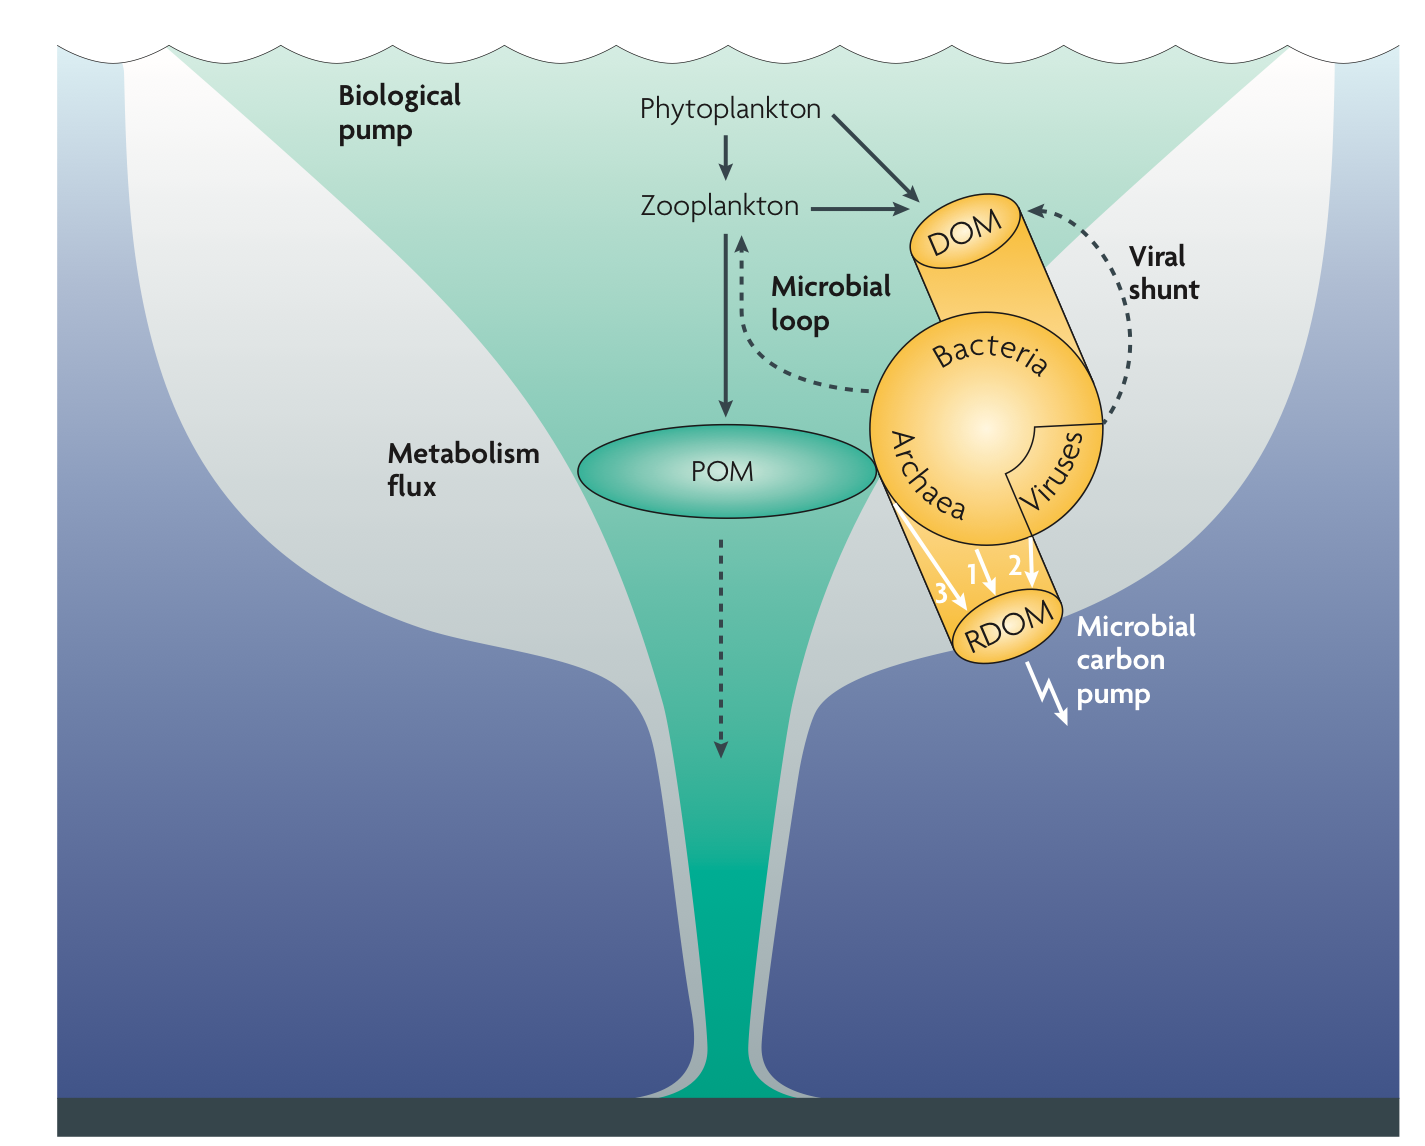 Biological
pump
Phytoplankton
Zooplankton
DOM
Viral
shunt
Microbial
loop
Bacteria
Archaea
Viruses
Metabolism
flux
POM
3
1
2
RDOM
Microbial
carbon
pump